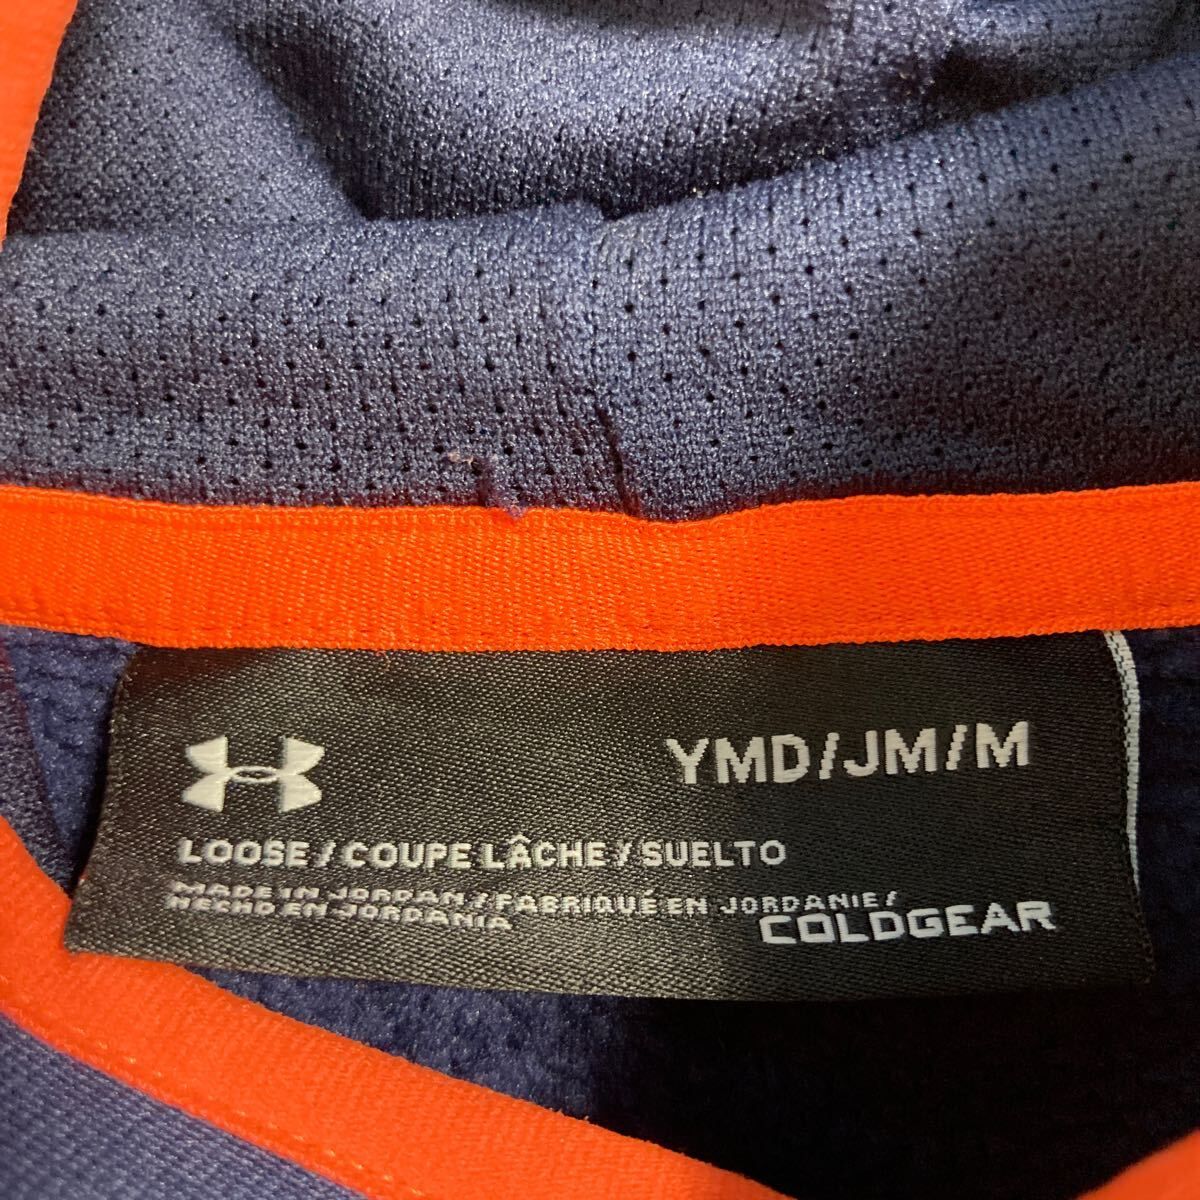 YMD/JM/M
LOOSE / COUPE LÂCHE / SUELTO
MADE IN JORDAN / FABRIQUÉ EN JORDANIE /
HECHO EN JORDANIA
COLDGEAR